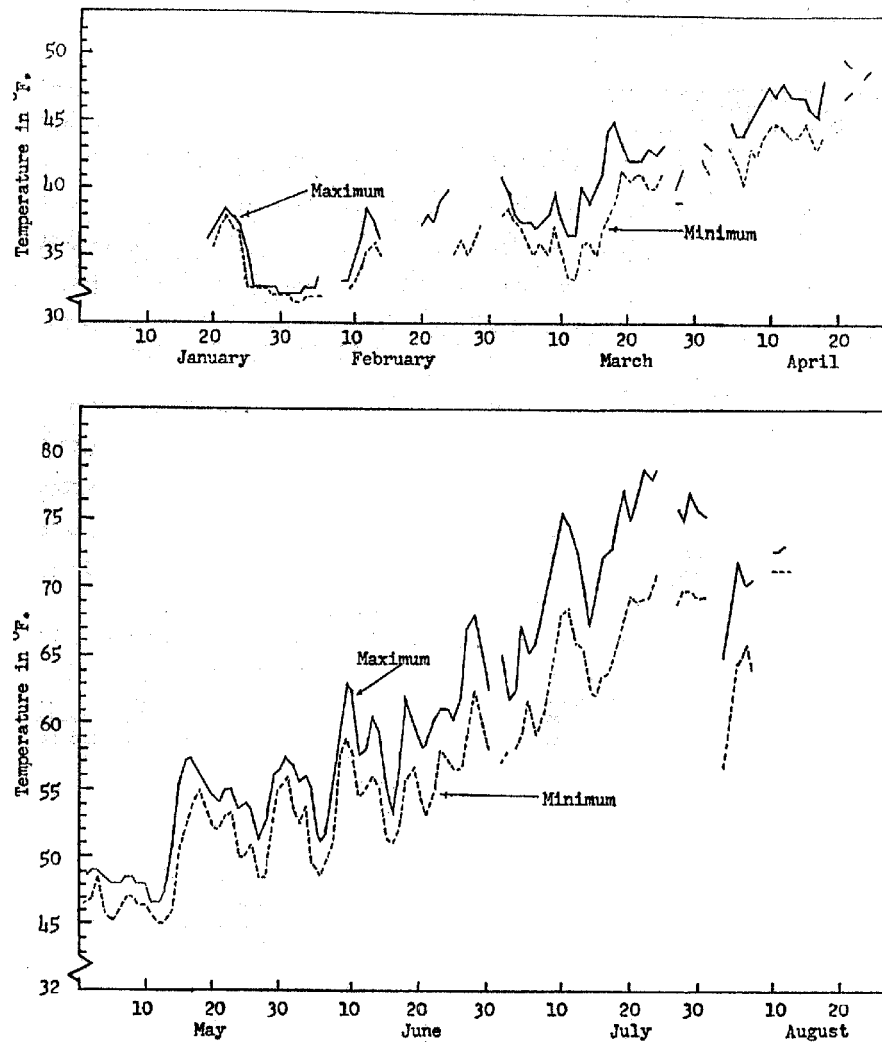 Temperature in °F.
50
45
40
35
30
Maximum
Minimum
10 20 30 10 20 30 10 20 30 10 20
January February March April
Temperature in °F.
80
75
70
65
60
55
50
45
32
Maximum
Minimum
10 20 30 10 20 30 10 20 30 10 20
May June July August